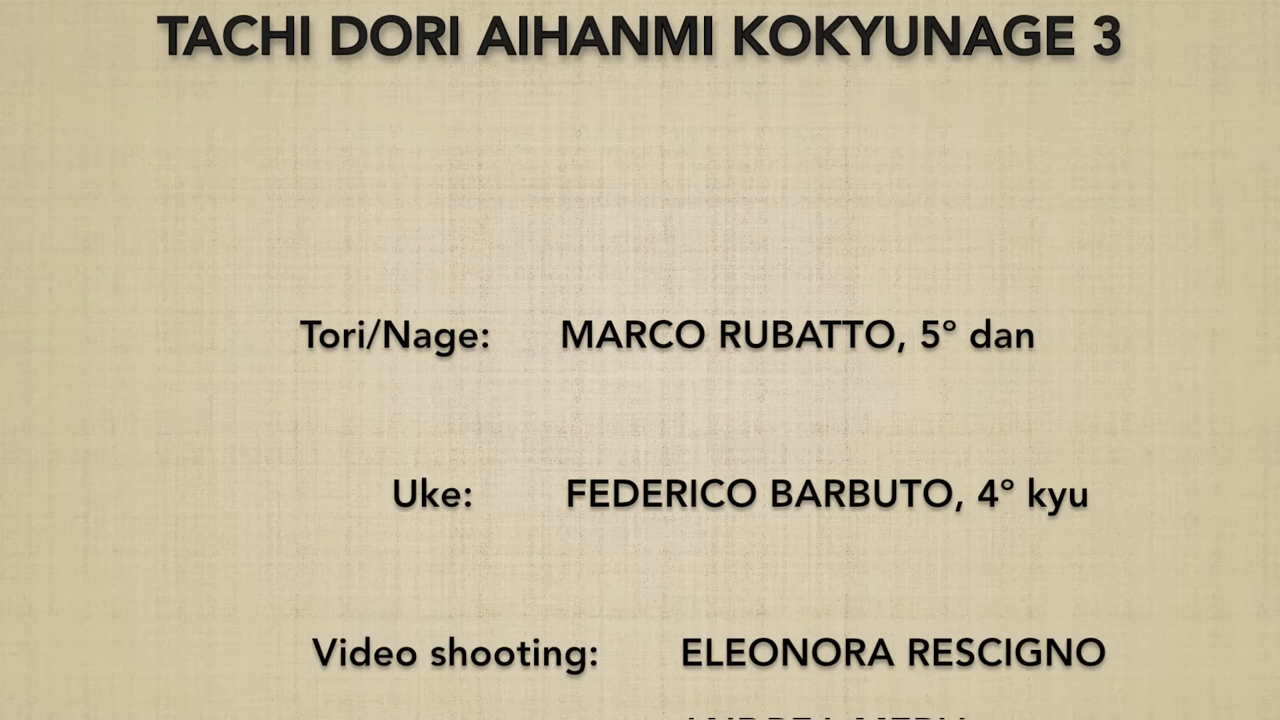 TACHI DORI AIHANMI KOKYUNAGE 3
Tori/Nage: MARCO RUBATTO, 5° dan
Uke: FEDERICO BARBUTO, 4° kyu
Video shooting: ELEONORA RESCIGNO